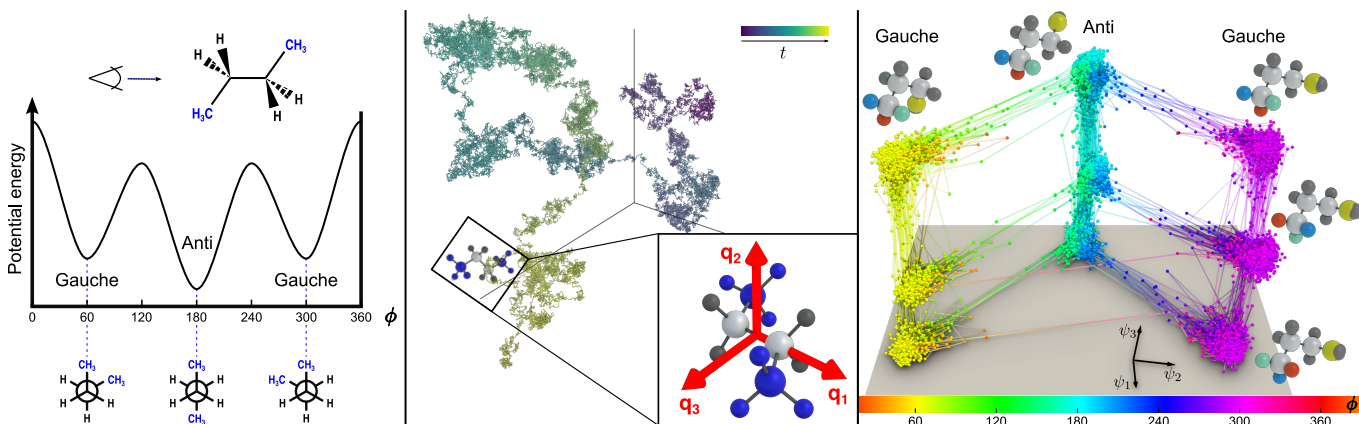 H
H
CH₃
H₃C
H
H
Potential energy
Gauche
Anti
Gauche
0
60
120
180
240
300
360
ϕ
CH₃
H
CH₃
H
H
H
CH₃
H
H
H
H
CH₃
CH₃
H₃C
H
H
H
H
t
q₂
q₁
q₃
Gauche
Anti
Gauche
ψ₃
ψ₂
ψ₁
60
120
180
240
300
360
ϕ